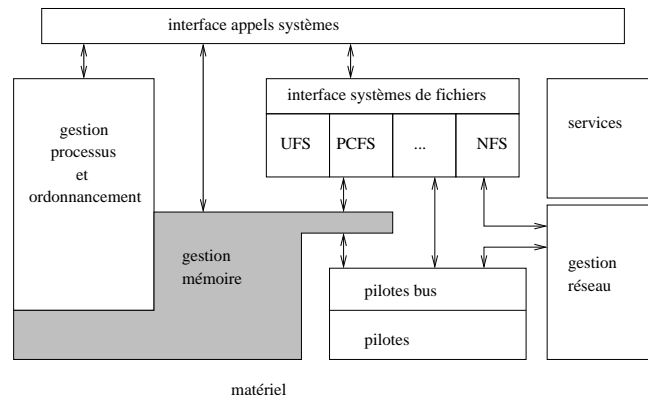 interface appels systèmes
interface systèmes de fichiers
UFS PCFS ... NFS
services
gestion
processus
et
ordonnancement
gestion
mémoire
gestion
réseau
pilotes bus
pilotes
matériel